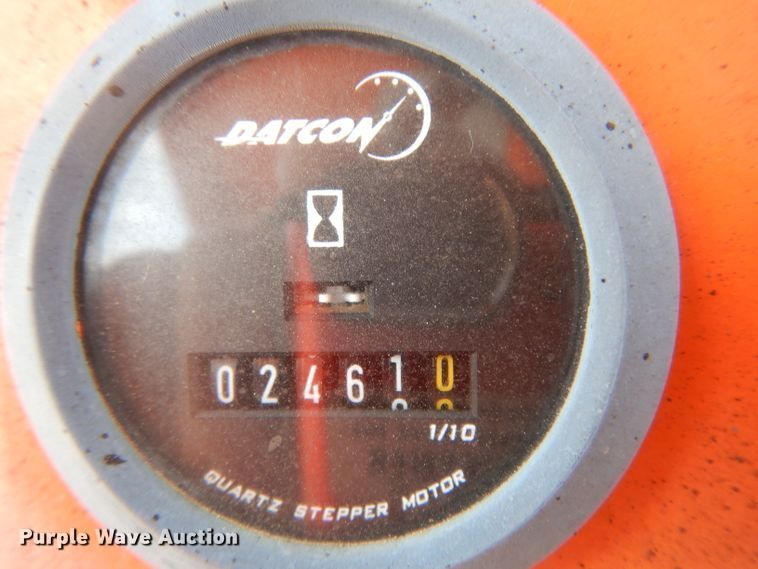 DATCON
024610
1/10
QUARTZ STEPPER MOTOR
Purple Wave Auction